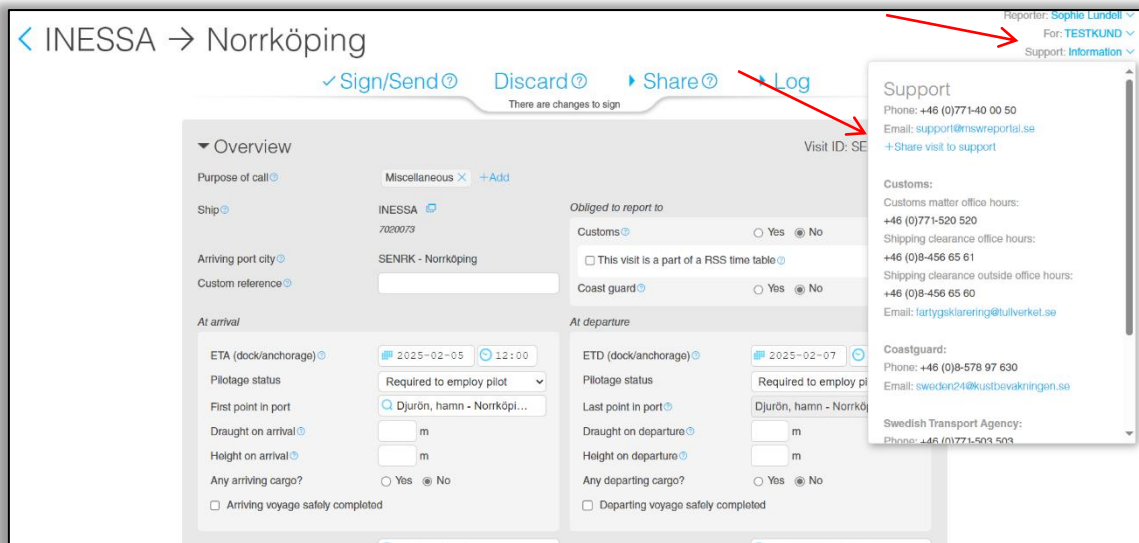 Reporter: Sophie Lundell
INESSA → Norrköping
For: TESTKUND
Support: Information
✓ Sign/Send Discard Share Log
There are changes to sign
Overview
Visit ID: SE
Purpose of call
Miscellaneous × +Add
Ship
INESSA
7020073
Arriving port city
SENRK - Norrköping
Custom reference
Obliged to report to
Customs
Yes No
This visit is a part of a RSS time table
Coast guard
Yes No
At arrival
ETA (dock/anchorage)
2025-02-05 12:00
Pilotage status
Required to employ pilot
First point in port
Djurön, hamn - Norrköpi...
Draught on arrival
m
Height on arrival
m
Any arriving cargo?
Yes No
Arriving voyage safely completed
At departure
ETD (dock/anchorage)
2025-02-07
Pilotage status
Required to employ pi
Last point in port
Djurön, hamn - Norrköp
Draught on departure
m
Height on departure
m
Any departing cargo?
Yes No
Departing voyage safely completed
Support
Phone: +46 (0)771-40 00 50
Email: support@mswreportal.se
+Share visit to support
Customs:
Customs matter office hours:
+46 (0)771-520 520
Shipping clearance office hours:
+46 (0)8-456 65 61
Shipping clearance outside office hours:
+46 (0)8-456 65 60
Email: fartygsklarering@tullverket.se
Coastguard:
Phone: +46 (0)8-578 97 630
Email: sweden24@kustbevakningen.se
Swedish Transport Agency:
Phone: +46 (0)771-503 503